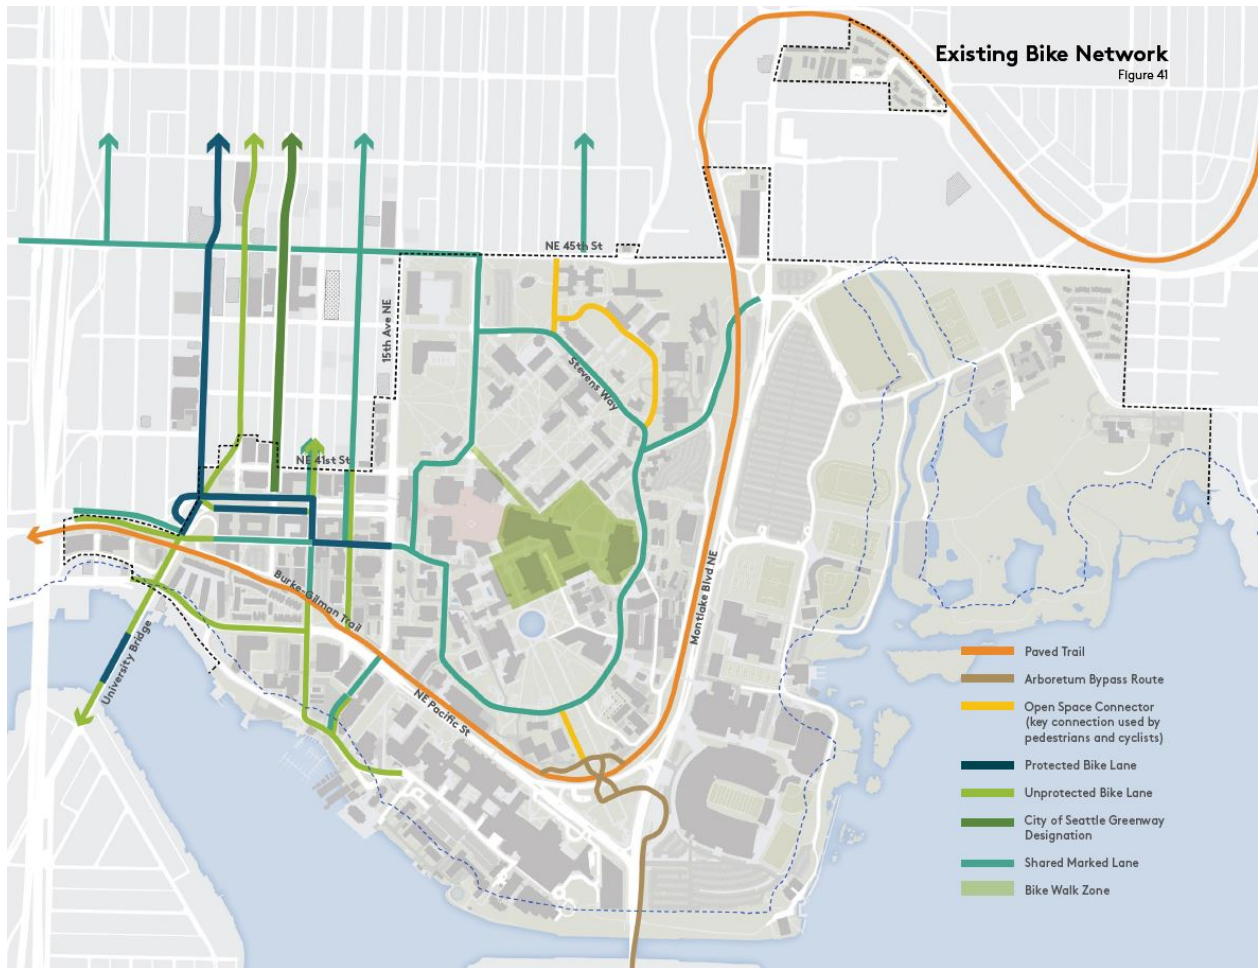 Existing Bike Network
Figure 41
NE 45th St
15th Ave NE
Stevens Way
NE 41st St
Burke-Gilman Trail
Montlake Blvd NE
University Bridge
NE Pacific St
Paved Trail
Arboretum Bypass Route
Open Space Connector
(key connection used by
pedestrians and cyclists)
Protected Bike Lane
Unprotected Bike Lane
City of Seattle Greenway
Designation
Shared Marked Lane
Bike Walk Zone